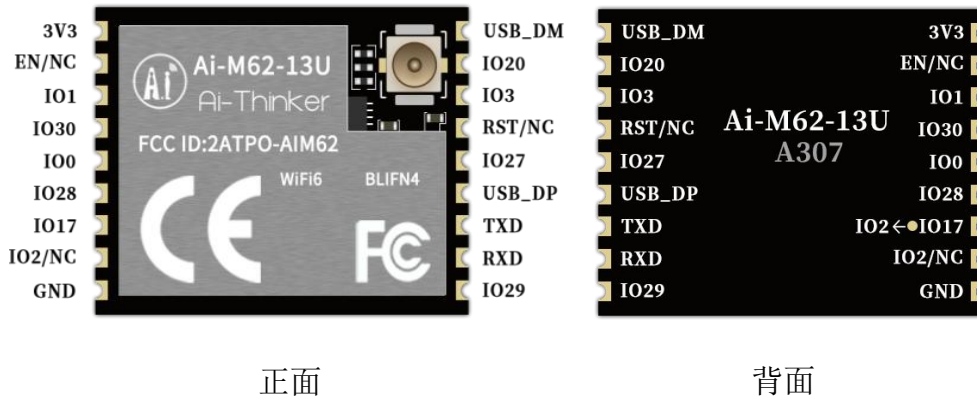 3V3
EN/NC
IO1
IO30
IO0
IO28
IO17
IO2/NC
GND
Ai
Ai-M62-13U
Ai-Thinker
FCC ID:2ATPO-AIM62
WiFi6 BLIFN4
CE FC
USB_DM
IO20
IO3
RST/NC
IO27
USB_DP
TXD
RXD
IO29
USB_DM
IO20
IO3
RST/NC
IO27
USB_DP
TXD
RXD
IO29
Ai-M62-13U
A307
3V3
EN/NC
IO1
IO30
IO0
IO28
IO2←●IO17
IO2/NC
GND
正面
背面